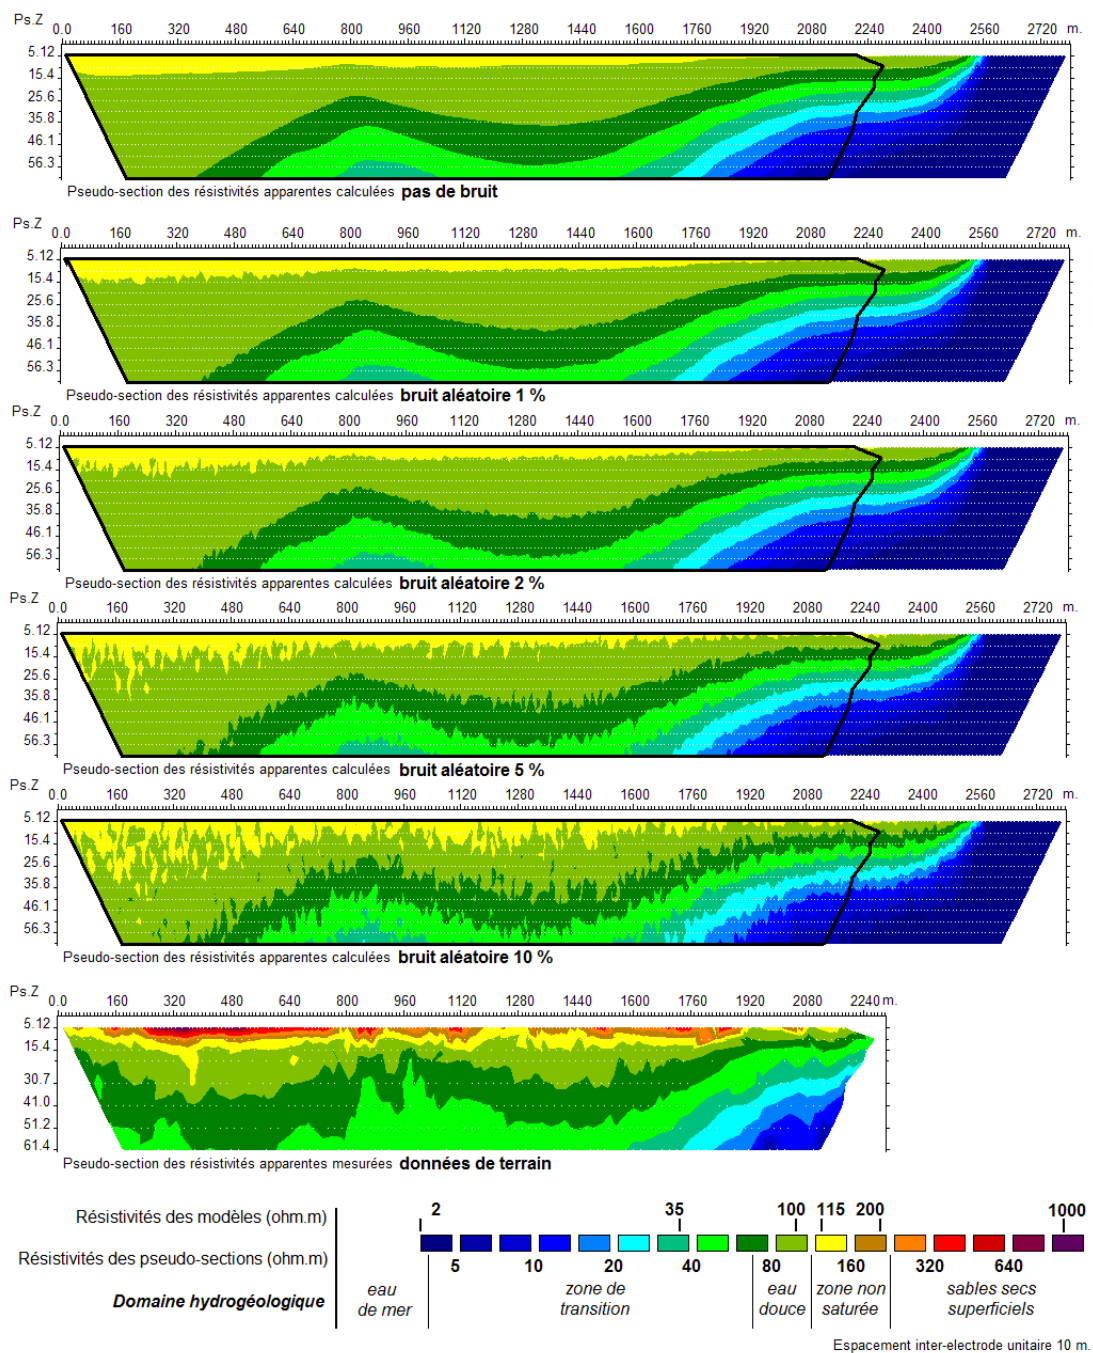 Ps.Z
0.0 160 320 480 640 800 960 1120 1280 1440 1600 1760 1920 2080 2240 2400 2560 2720 m.
5.12
15.4
25.6
35.8
46.1
56.3
Pseudo-section des résistivités apparentes calculées pas de bruit
Ps.Z
0.0 160 320 480 640 800 960 1120 1280 1440 1600 1760 1920 2080 2240 2400 2560 2720 m.
5.12
15.4
25.6
35.8
46.1
56.3
Pseudo-section des résistivités apparentes calculées bruit aléatoire 1 %
Ps.Z
0.0 160 320 480 640 800 960 1120 1280 1440 1600 1760 1920 2080 2240 2400 2560 2720 m.
5.12
15.4
25.6
35.8
46.1
56.3
Pseudo-section des résistivités apparentes calculées bruit aléatoire 2 %
Ps.Z
0.0 160 320 480 640 800 960 1120 1280 1440 1600 1760 1920 2080 2240 2400 2560 2720 m.
5.12
15.4
25.6
35.8
46.1
56.3
Pseudo-section des résistivités apparentes calculées bruit aléatoire 5 %
Ps.Z
0.0 160 320 480 640 800 960 1120 1280 1440 1600 1760 1920 2080 2240 2400 2560 2720 m.
5.12
15.4
25.6
35.8
46.1
56.3
Pseudo-section des résistivités apparentes calculées bruit aléatoire 10 %
Ps.Z
0.0 160 320 480 640 800 960 1120 1280 1440 1600 1760 1920 2080 2240 m.
5.12
15.4
30.7
41.0
51.2
61.4
Pseudo-section des résistivités apparentes mesurées données de terrain
Résistivités des modèles (ohm.m) 2 35 100 115 200 1000
Résistivités des pseudo-sections (ohm.m) 5 10 20 40 80 160 320 640
Domaine hydrogéologique
eau de mer
zone de transition
eau douce
zone non saturée
sables secs superficiels
Espacement inter-electrode unitaire 10 m.